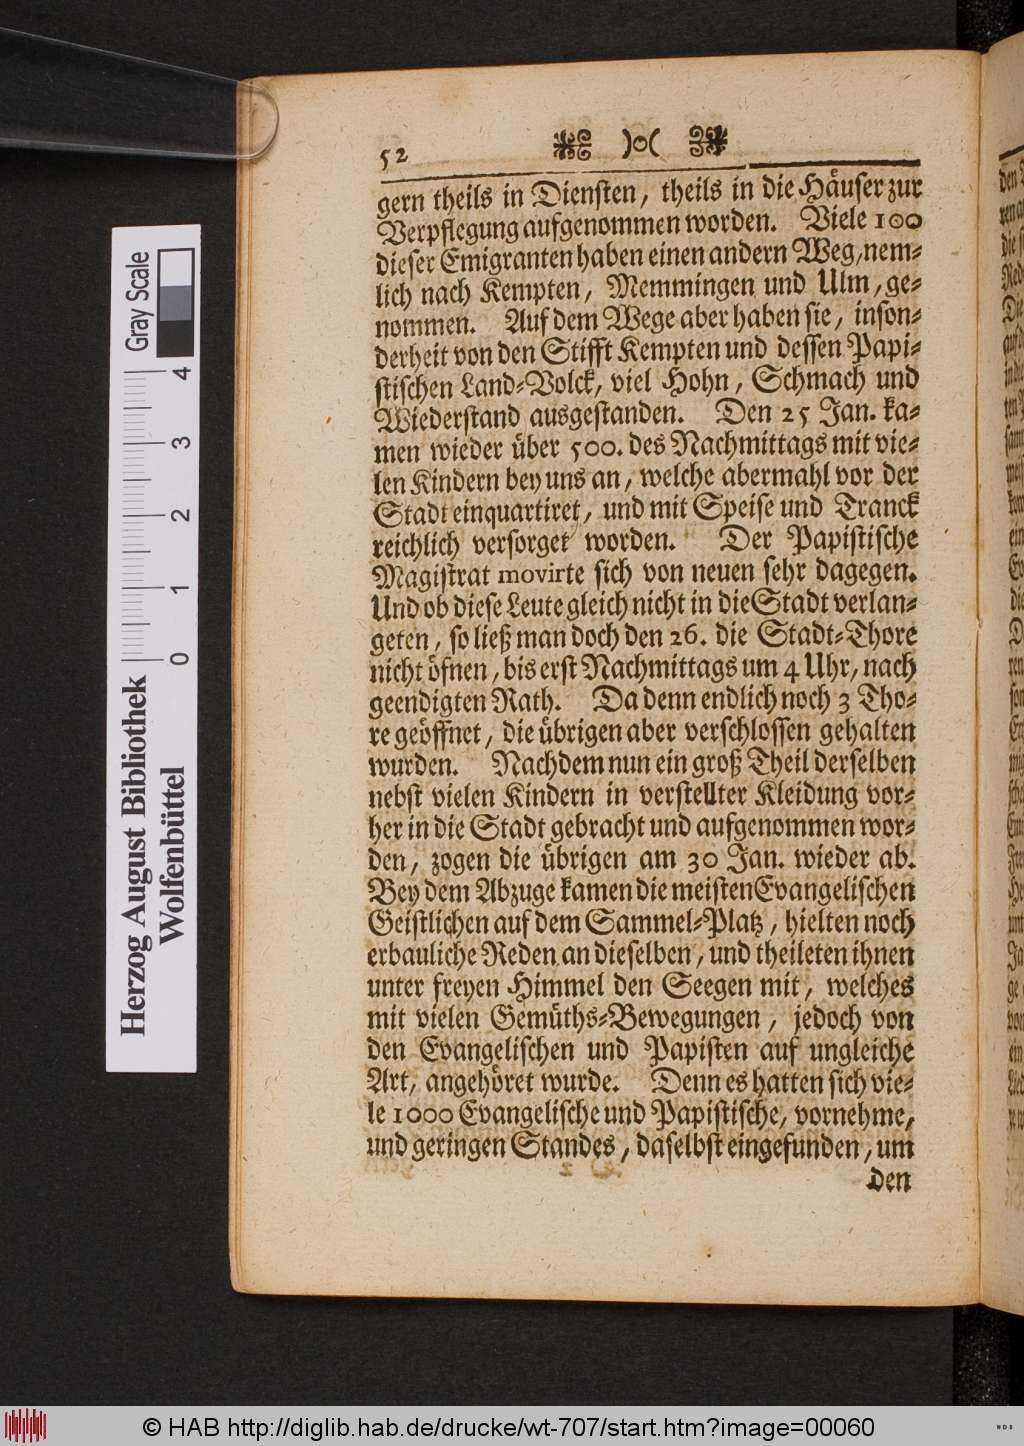 52 )o(
gern theils in Diensten, theils in die Häuser zur
Verpflegung aufgenommen worden. Viele 100
dieser Emigranten haben einen andern Weg, nem-
lich nach Kempten, Memmingen und Ulm, ge-
nommen. Auf dem Wege aber haben sie, inson-
derheit von den Stifft Kempten und dessen Papi-
stischen Land-Volck, viel Hohn, Schmach und
Wiederstand ausgestanden. Den 25 Jan. ka-
men wieder über 500. des Nachmittags mit vie-
len Kindern bey uns an, welche abermahl vor der
Stadt einquartiret, und mit Speise und Tranck
reichlich versorget worden. Der Papistische
Magistrat movirte sich von neuen sehr dagegen.
Und ob diese Leute gleich nicht in die Stadt verlan-
geten, so ließ man doch den 26. die Stadt-Thore
nicht öfnen, bis erst Nachmittags um 4 Uhr, nach
geendigten Rath. Da denn endlich noch 3 Tho-
re geöffnet, die übrigen aber verschlossen gehalten
wurden. Nachdem nun ein groß Theil derselben
nebst vielen Kindern in verstellter Kleidung vor-
her in die Stadt gebracht und aufgenommen wor-
den, zogen die übrigen am 30 Jan. wieder ab.
Bey dem Abzuge kamen die meisten Evangelischen
Geistlichen auf dem Sammel-Platz, hielten noch
erbauliche Reden an dieselben, und theileten ihnen
unter freyen Himmel den Seegen mit, welches
mit vielen Gemüths-Bewegungen, jedoch von
den Evangelischen und Papisten auf ungleiche
Art, angehöret wurde. Denn es hatten sich vie-
le 1000 Evangelische und Papistische, vornehme,
und geringen Standes, daselbst eingefunden, um
den
Herzog August Bibliothek
Wolfenbüttel
0 1 2 3 4
Gray Scale
© HAB http://diglib.hab.de/drucke/wt-707/start.htm?image=00060